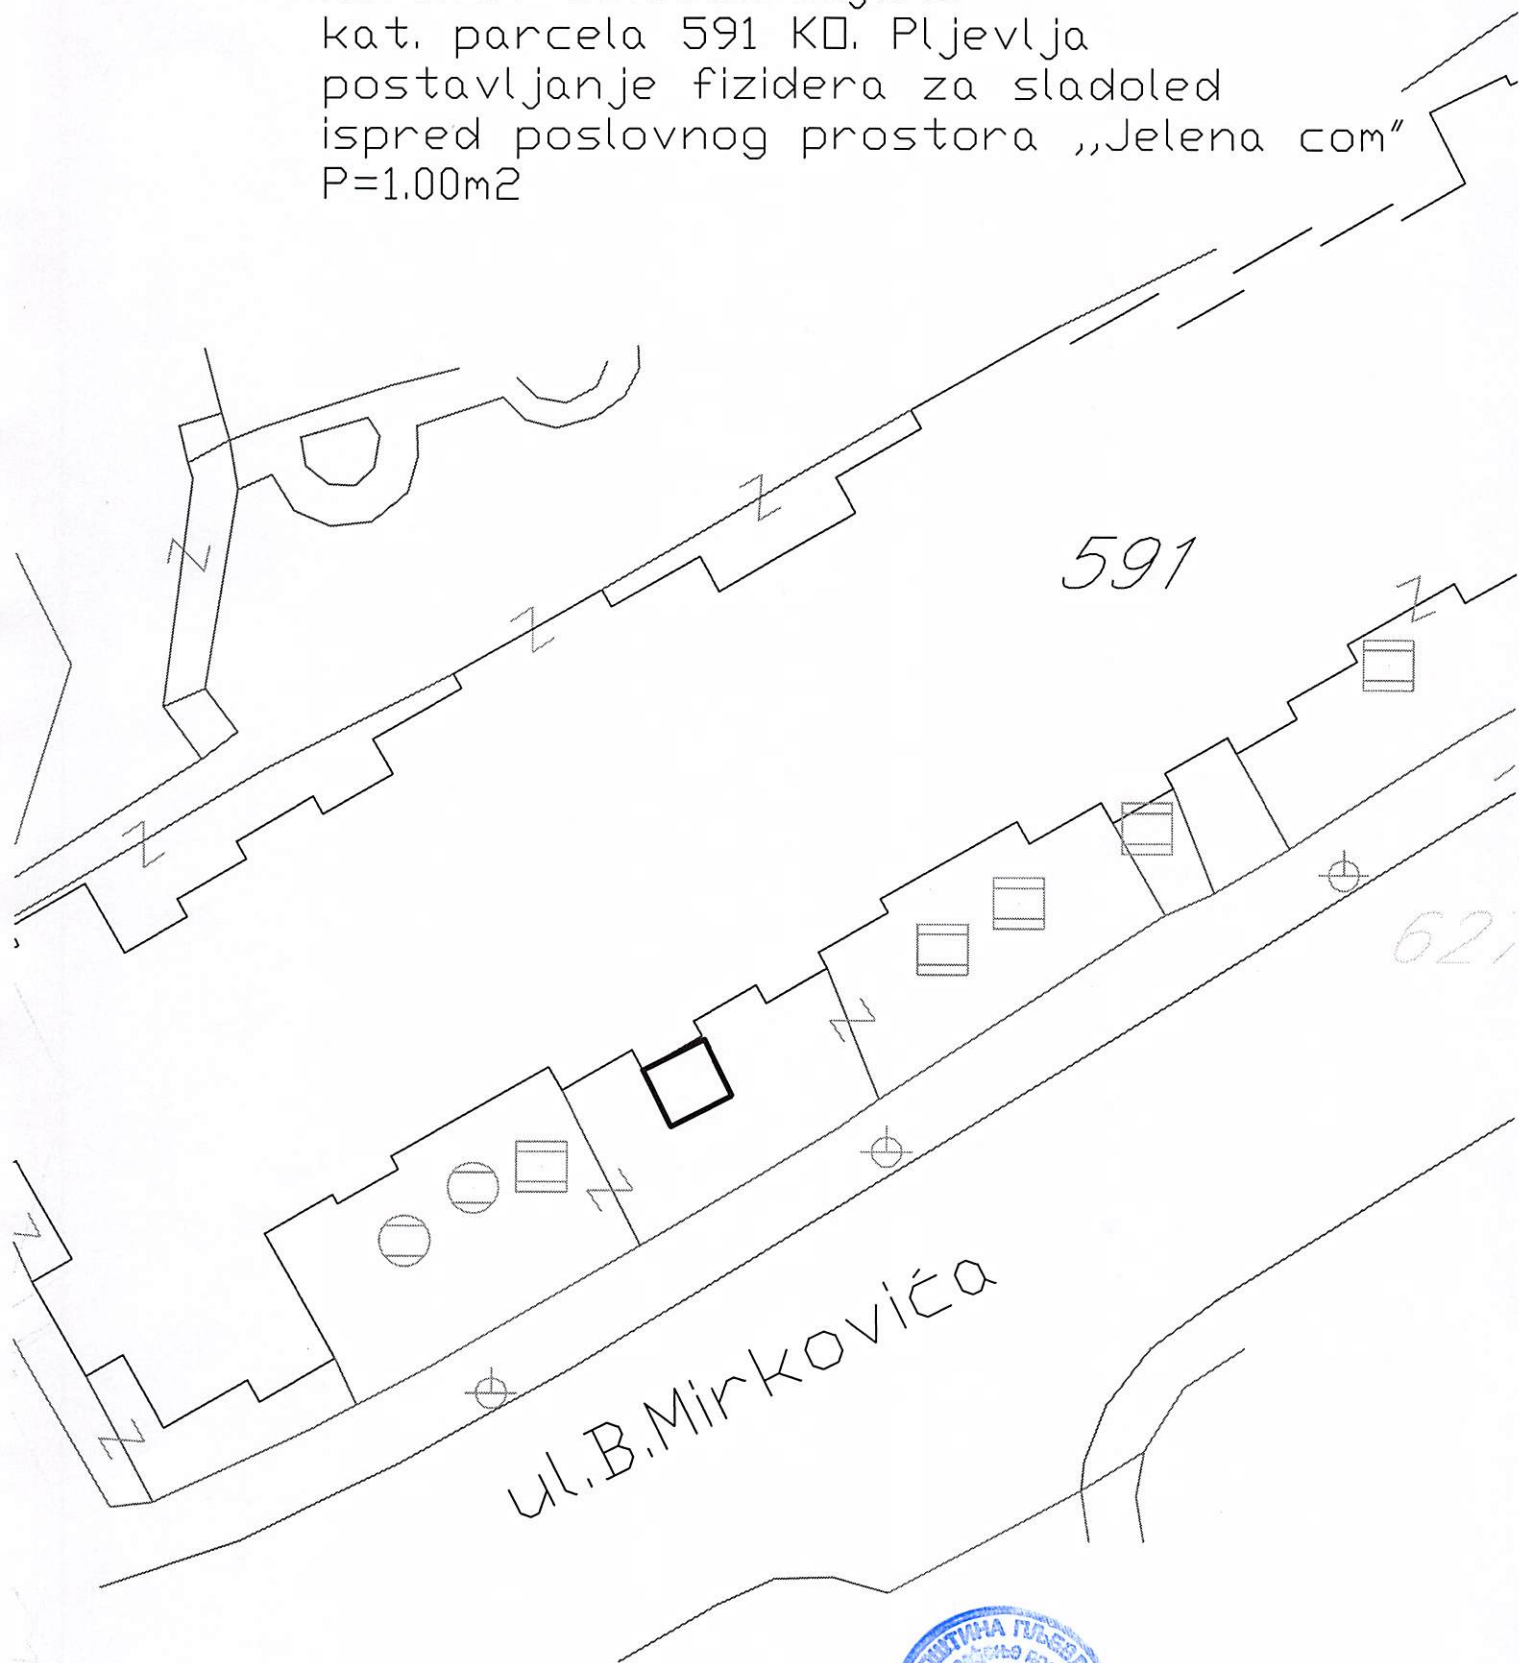 kat. parcela 591 KO. Pljevlja
postavljanje fizidera za sladoled
ispred poslovnog prostora ,,Jelena com"
P=1.00m2
591
627
ul.B.Mirkovića